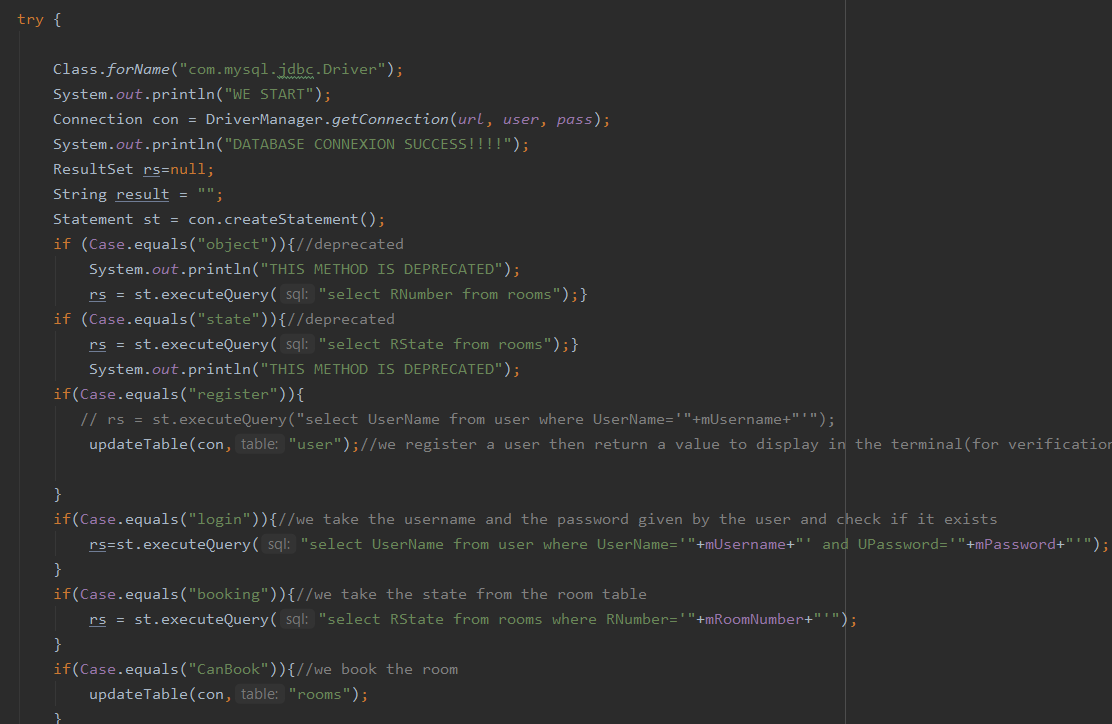 try {
Class.forName("com.mysql.jdbc.Driver");
System.out.println("WE START");
Connection con = DriverManager.getConnection(url, user, pass);
System.out.println("DATABASE CONNEXION SUCCESS!!!!");
ResultSet rs=null;
String result = "";
Statement st = con.createStatement();
if (Case.equals("object")){//deprecated
System.out.println("THIS METHOD IS DEPRECATED");
rs = st.executeQuery( sql: "select RNumber from rooms");}
if (Case.equals("state")){//deprecated
rs = st.executeQuery( sql: "select RState from rooms");}
System.out.println("THIS METHOD IS DEPRECATED");
if(Case.equals("register")){
// rs = st.executeQuery("select UserName from user where UserName='"+mUsername+"'");
updateTable(con, table: "user");//we register a user then return a value to display in the terminal(for verification
}
if(Case.equals("login")){//we take the username and the password given by the user and check if it exists
rs=st.executeQuery( sql: "select UserName from user where UserName='"+mUsername+"' and UPassword='"+mPassword+"'");
}
if(Case.equals("booking")){//we take the state from the room table
rs = st.executeQuery( sql: "select RState from rooms where RNumber='"+mRoomNumber+"'");
}
if(Case.equals("CanBook")){//we book the room
updateTable(con, table: "rooms");
}